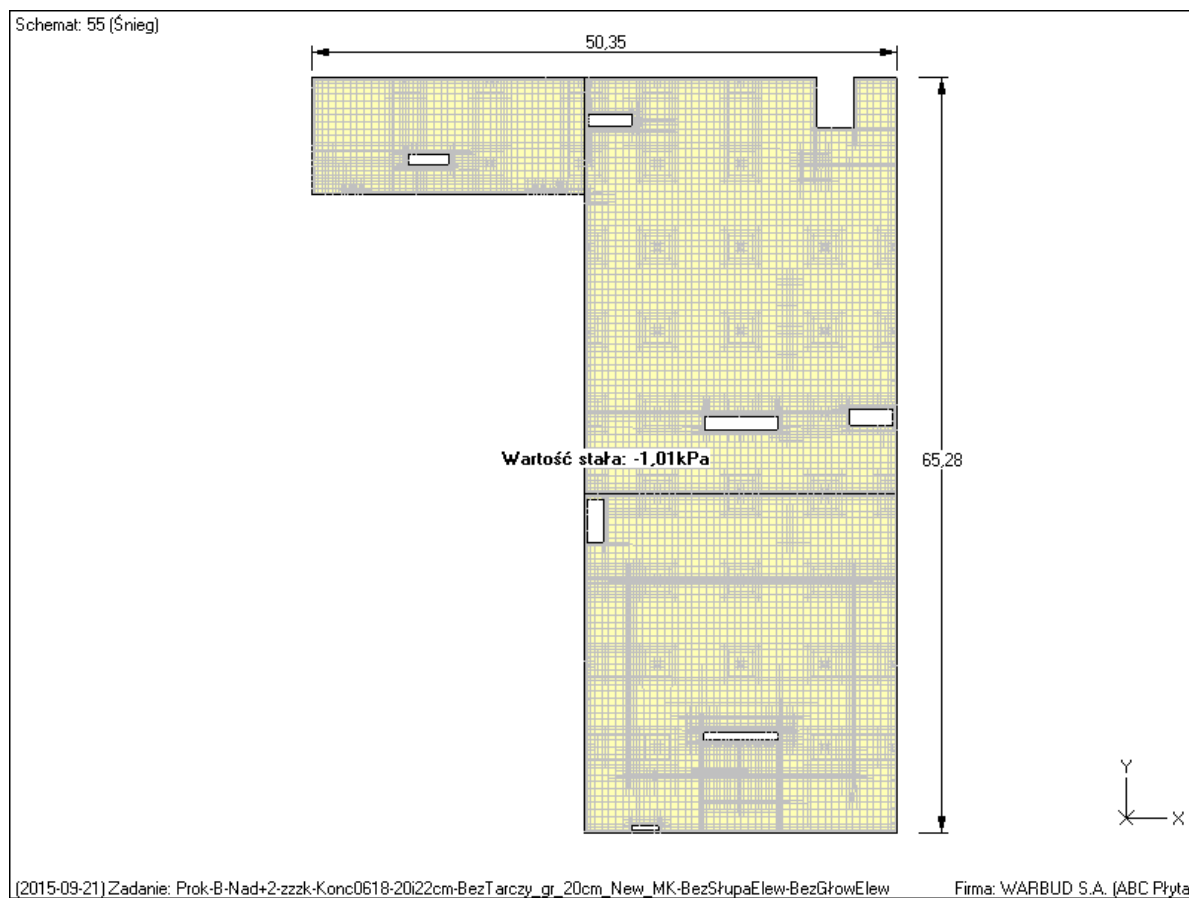 Schemat: 55 (Śnieg)
50,35
Wartość stała: -1,01kPa
65,28
Y
X
(2015-09-21) Zadanie: Prok-B-Nad+2-zzzk-Konc0618-20i22cm-BezTarczy_gr_20cm_New_MK-BezSłupaElew-BezGłowElew
Firma: WARBUD S.A. (ABC Płyta